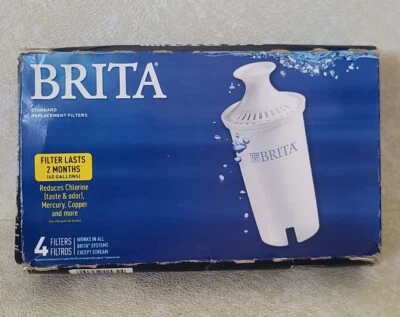 BRITA®
STANDARD
REPLACEMENT FILTERS
BRITA
FILTER LASTS
2 MONTHS
(40 GALLONS)
Reduces Chlorine
(taste & odor),
Mercury, Copper
and more
4 FILTERS
FILTROS
WORKS IN ALL
BRITA® SYSTEMS
EXCEPT STREAM